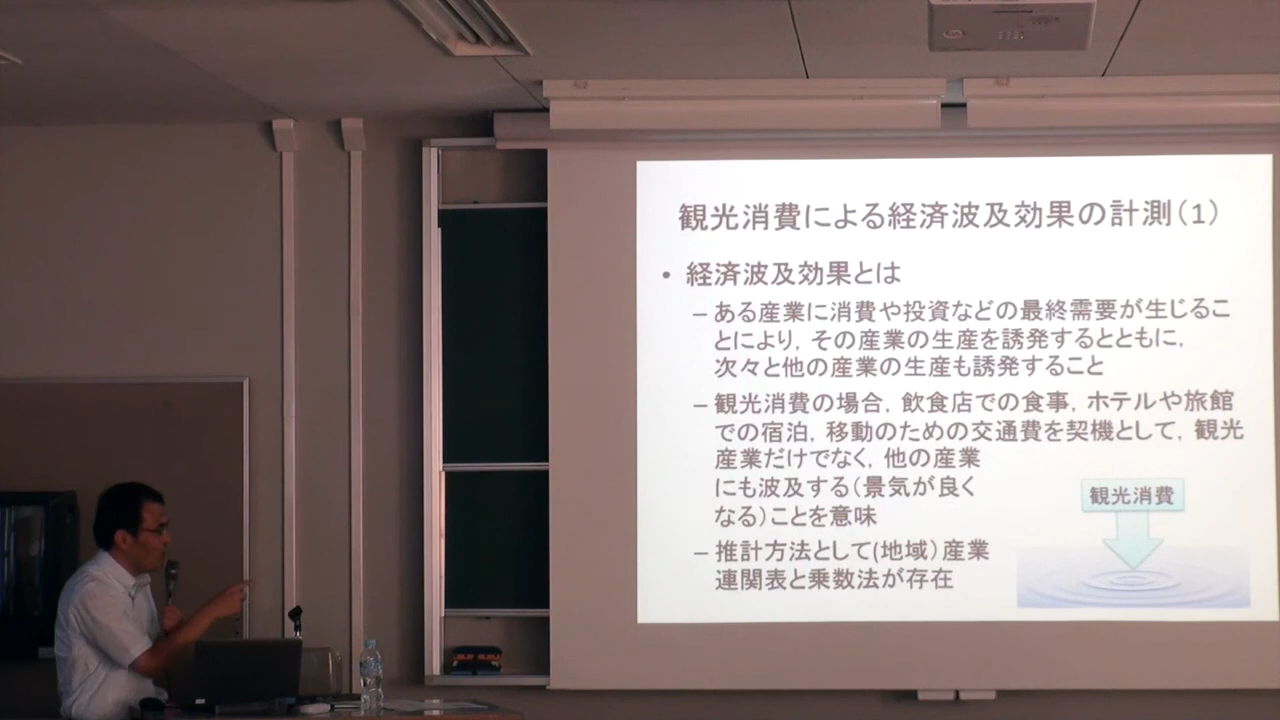 観光消費による経済波及効果の計測(1)
• 経済波及効果とは
– ある産業に消費や投資などの最終需要が生じるこ
とにより，その産業の生産を誘発するとともに，
次々と他の産業の生産も誘発すること
– 観光消費の場合，飲食店での食事，ホテルや旅館
での宿泊，移動のための交通費を契機として，観光
産業だけでなく，他の産業
にも波及する(景気が良く
なる)ことを意味
– 推計方法として(地域)産業
連関表と乗数法が存在
観光消費